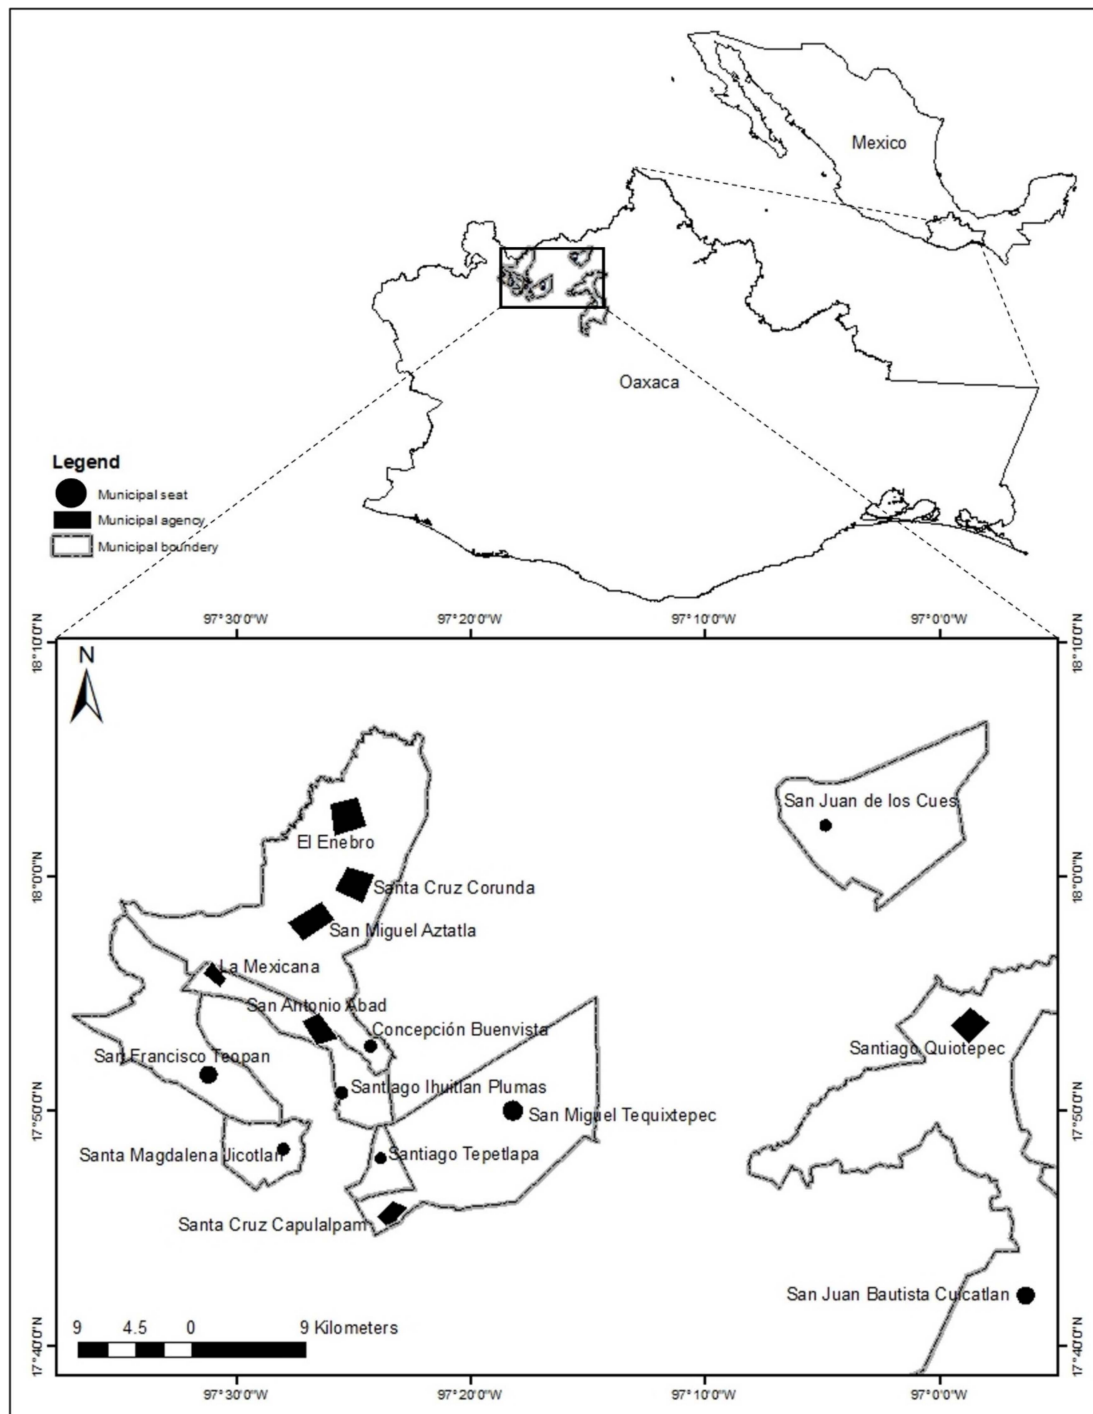 Mexico
Oaxaca
Legend
Municipal seat
Municipal agency
Municipal boundery
97°30'0"W 97°20'0"W 97°10'0"W 97°0'0"W
18°10'0"N 18°10'0"N
N
San Juan de los Cues
El Enebro
18°0'0"N 18°0'0"N
Santa Cruz Corunda
San Miguel Aztatla
La Mexicana
San Antonio Abad
Concepción Buenvista
Santiago Quiotepec
San Francisco Teopan
Santiago Ihuitlan Plumas
San Miguel Tequixtepec
17°50'0"N 17°50'0"N
Santa Magdalena Jicotlan
Santiago Tepetlapa
Santa Cruz Capulalpam
San Juan Bautista Cuicatlan
9 4.5 0 9 Kilometers
17°40'0"N 17°40'0"N
97°30'0"W 97°20'0"W 97°10'0"W 97°0'0"W